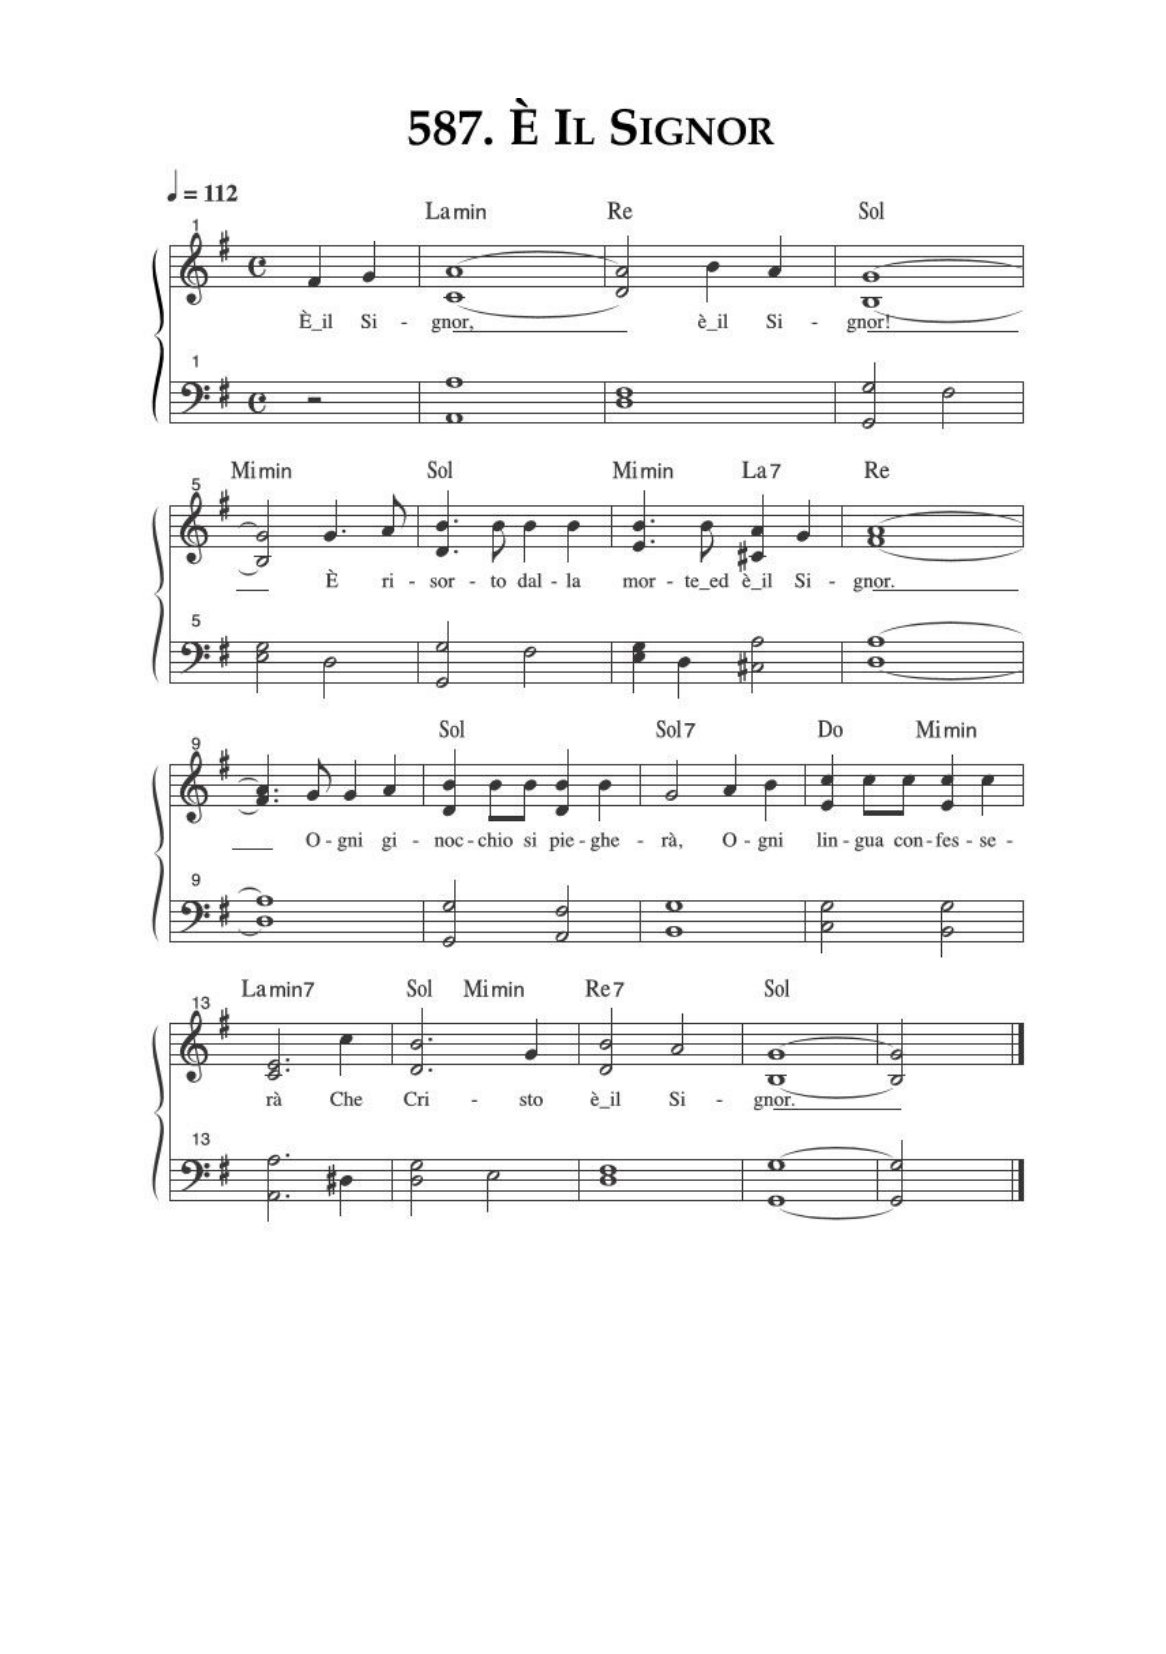 587. È IL SIGNOR
= 112
Lamin Re Sol
1
È_il Si - gnor, è_il Si - gnor!
1
Mimin Sol Mimin La7 Re
5
È ri - sor - to dal - la mor - te_ed è_il Si - gnor.
5
Sol Sol7 Do Mimin
9
O - gni gi - noc - chio si pie - ghe - rà, O - gni lin - gua con - fes - se -
9
Lamin7 Sol Mimin Re7 Sol
13
rà Che Cri - sto è_il Si - gnor.
13